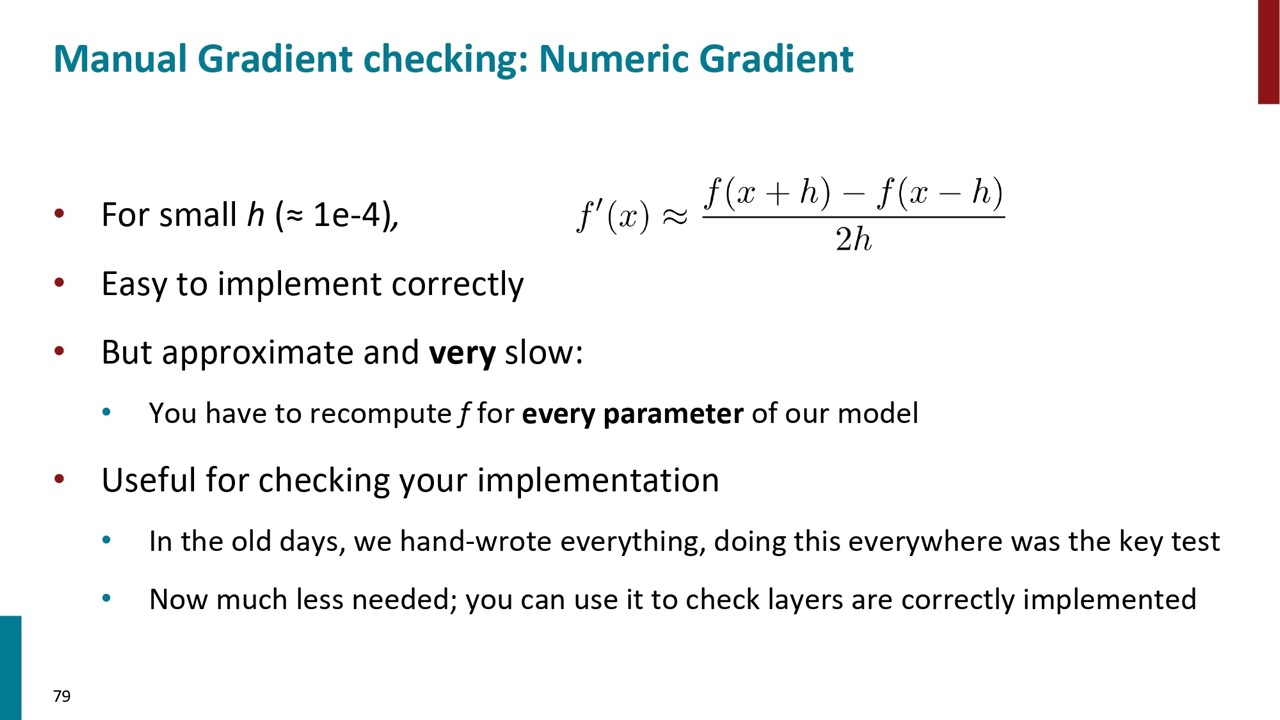 Manual Gradient checking: Numeric Gradient
• For small h (≈ 1e-4), f′(x) ≈ \frac{f(x + h) − f(x − h)}{2h}
• Easy to implement correctly
• But approximate and very slow:
• You have to recompute f for every parameter of our model
• Useful for checking your implementation
• In the old days, we hand-wrote everything, doing this everywhere was the key test
• Now much less needed; you can use it to check layers are correctly implemented
79